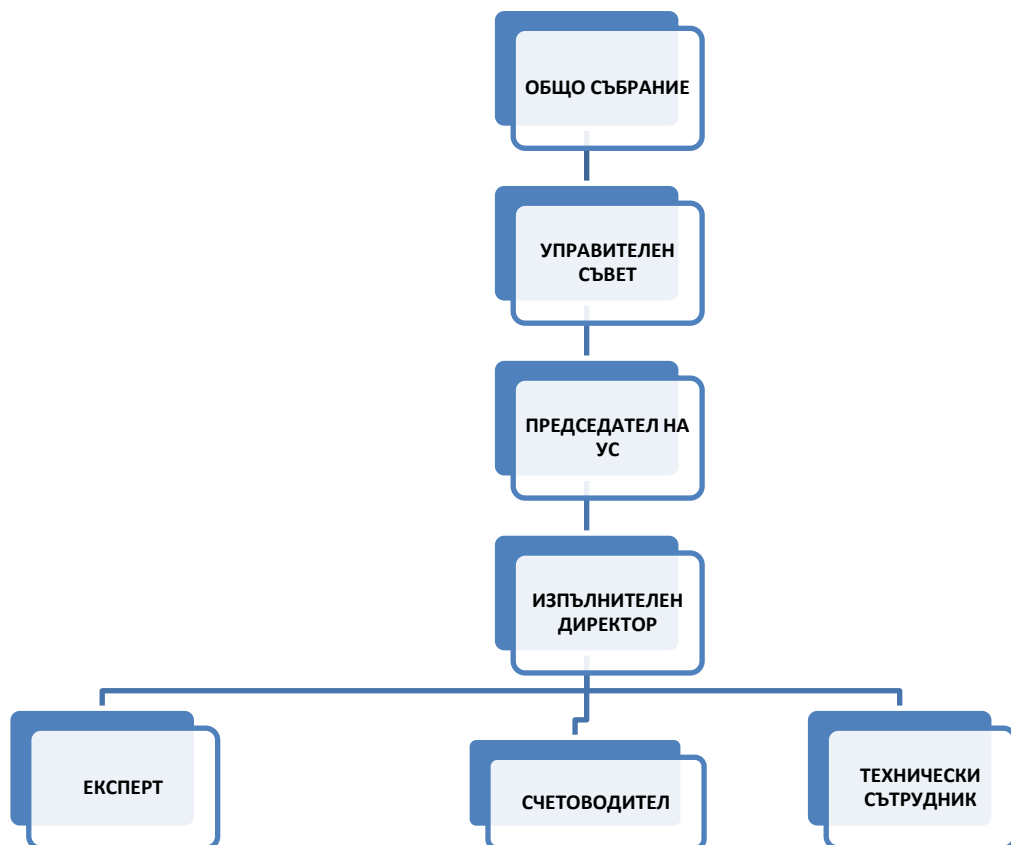 ОБЩО СЪБРАНИЕ
УПРАВИТЕЛЕН
СЪВЕТ
ПРЕДСЕДАТЕЛ НА
УС
ИЗПЪЛНИТЕЛЕН
ДИРЕКТОР
ЕКСПЕРТ
СЧЕТОВОДИТЕЛ
ТЕХНИЧЕСКИ
СЪТРУДНИК